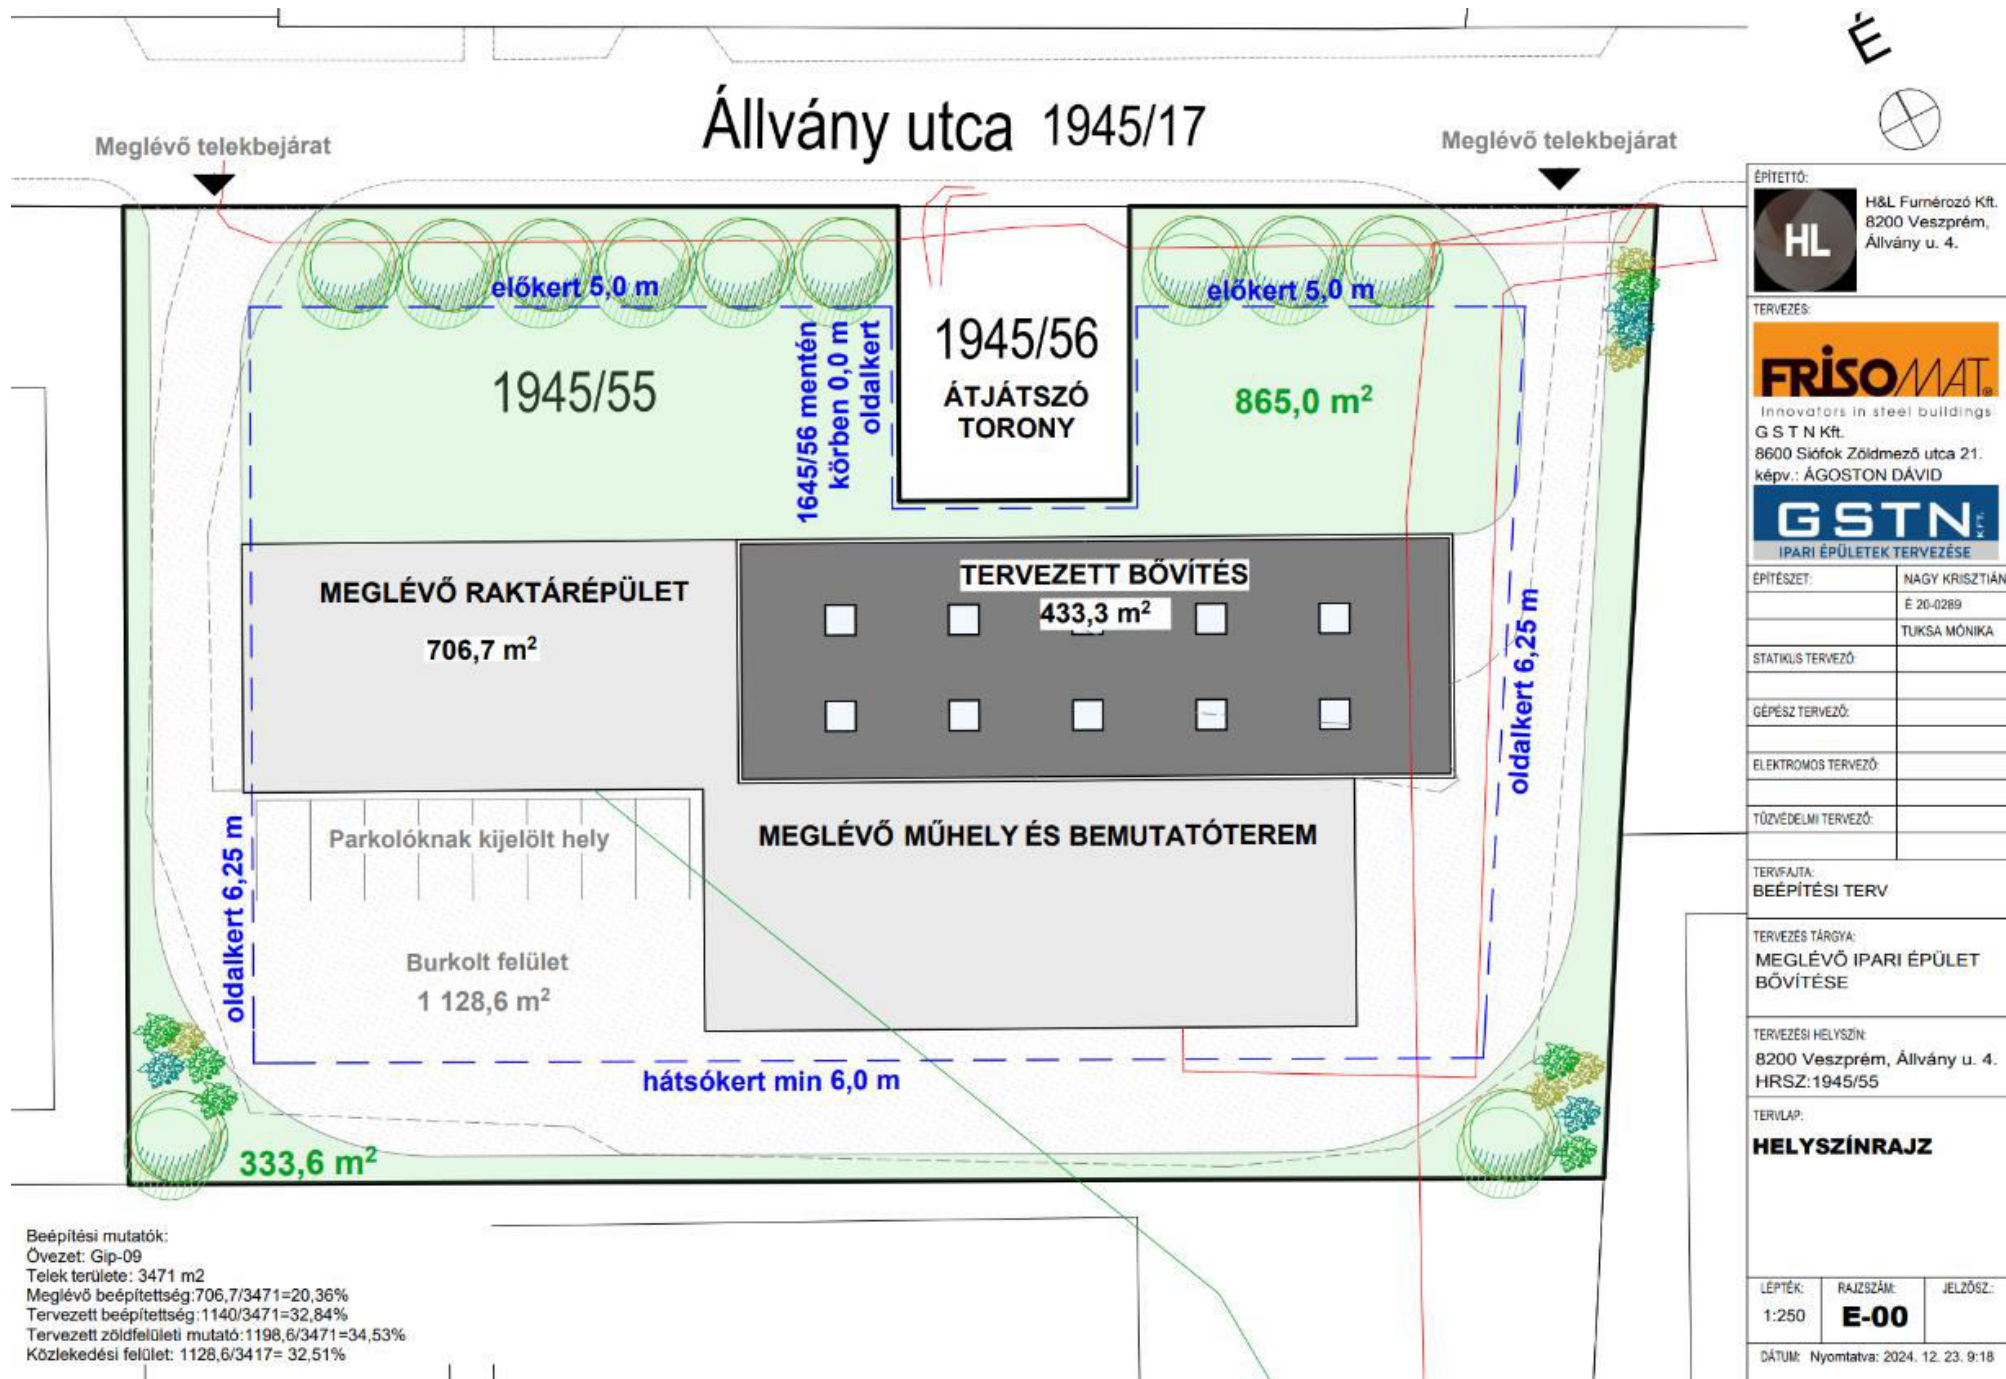 É
Állvány utca 1945/17
Meglévő telekbejárat
Meglévő telekbejárat
előkert 5,0 m
előkert 5,0 m
1945/55
1645/56 mentén
körben 0,0 m
oldalkert
1945/56
ÁTJÁTSZÓ
TORONY
865,0 m²
MEGLÉVŐ RAKTÁRÉPÜLET
706,7 m²
TERVEZETT BŐVÍTÉS
433,3 m²
oldalkert 6,25 m
Parkolóknak kijelölt hely
MEGLÉVŐ MŰHELY ÉS BEMUTATÓTEREM
oldalkert 6,25 m
Burkolt felület
1 128,6 m²
hátsókert min 6,0 m
333,6 m²
Beépítési mutatók:
Övezet: Gip-09
Telek területe: 3471 m2
Meglévő beépítettség:706,7/3471=20,36%
Tervezett beépítettség:1140/3471=32,84%
Tervezett zöldfelületi mutató:1198,6/3471=34,53%
Közlekedési felület: 1128,6/3417= 32,51%
ÉPÍTETTŐ:
HL
H&L Furnérozó Kft.
8200 Veszprém,
Állvány u. 4.
TERVEZÉS:
FRiSOMAT®
Innovators in steel buildings
G S T N Kft.
8600 Siófok Zöldmező utca 21.
képv.: ÁGOSTON DÁVID
GSTN KFT.
IPARI ÉPÜLETEK TERVEZÉSE
ÉPÍTÉSZET: NAGY KRISZTIÁN
É 20-0289
TUKSA MÓNIKA
STATIKUS TERVEZŐ:
GÉPÉSZ TERVEZŐ:
ELEKTROMOS TERVEZŐ:
TŰZVÉDELMI TERVEZŐ:
TERVFAJTA:
BEÉPÍTÉSI TERV
TERVEZÉS TÁRGYA:
MEGLÉVŐ IPARI ÉPÜLET
BŐVÍTÉSE
TERVEZÉSI HELYSZÍN:
8200 Veszprém, Állvány u. 4.
HRSZ:1945/55
TERVLAP:
HELYSZÍNRAJZ
LÉPTÉK: RAJZSZÁM: JELZŐSZ.:
1:250 E-00
DÁTUM: Nyomtatva: 2024. 12. 23. 9:18